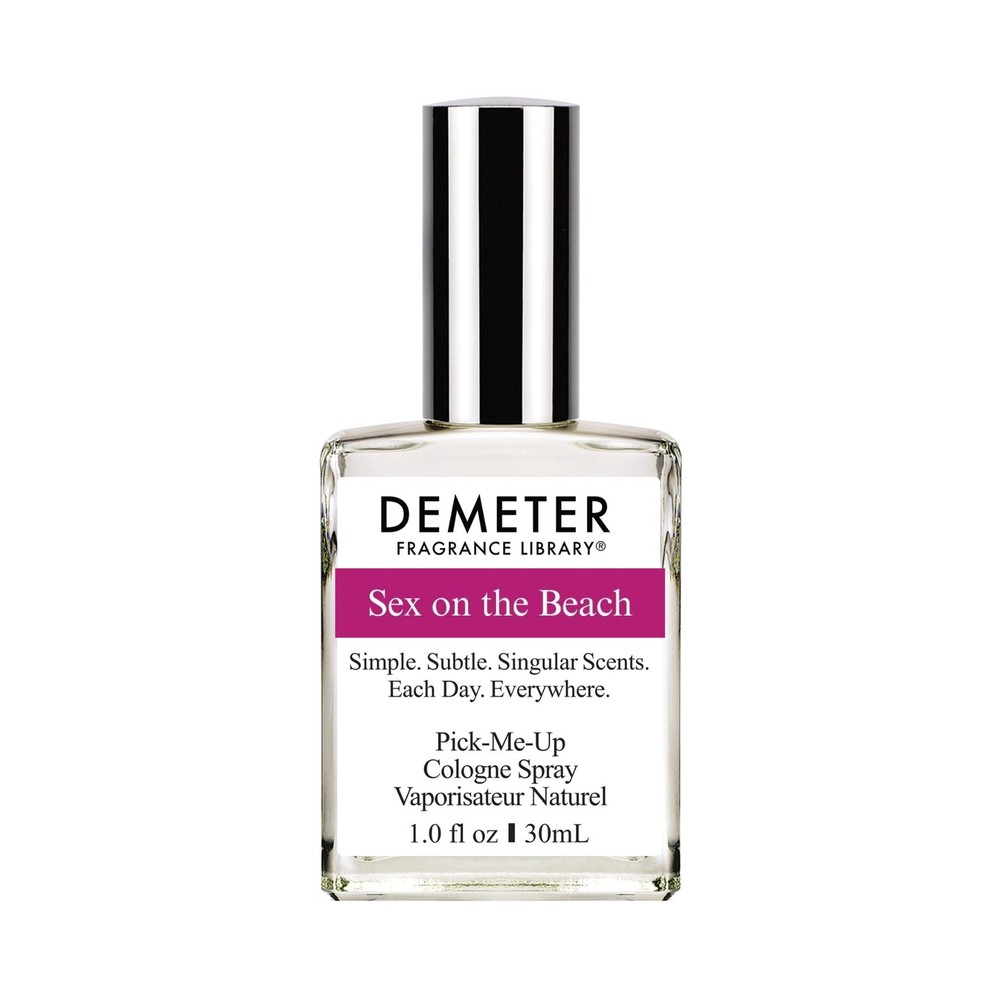 DEMETER
FRAGRANCE LIBRARY®
Sex on the Beach
Simple. Subtle. Singular Scents.
Each Day. Everywhere.
Pick-Me-Up
Cologne Spray
Vaporisateur Naturel
1.0 fl oz ❚ 30mL